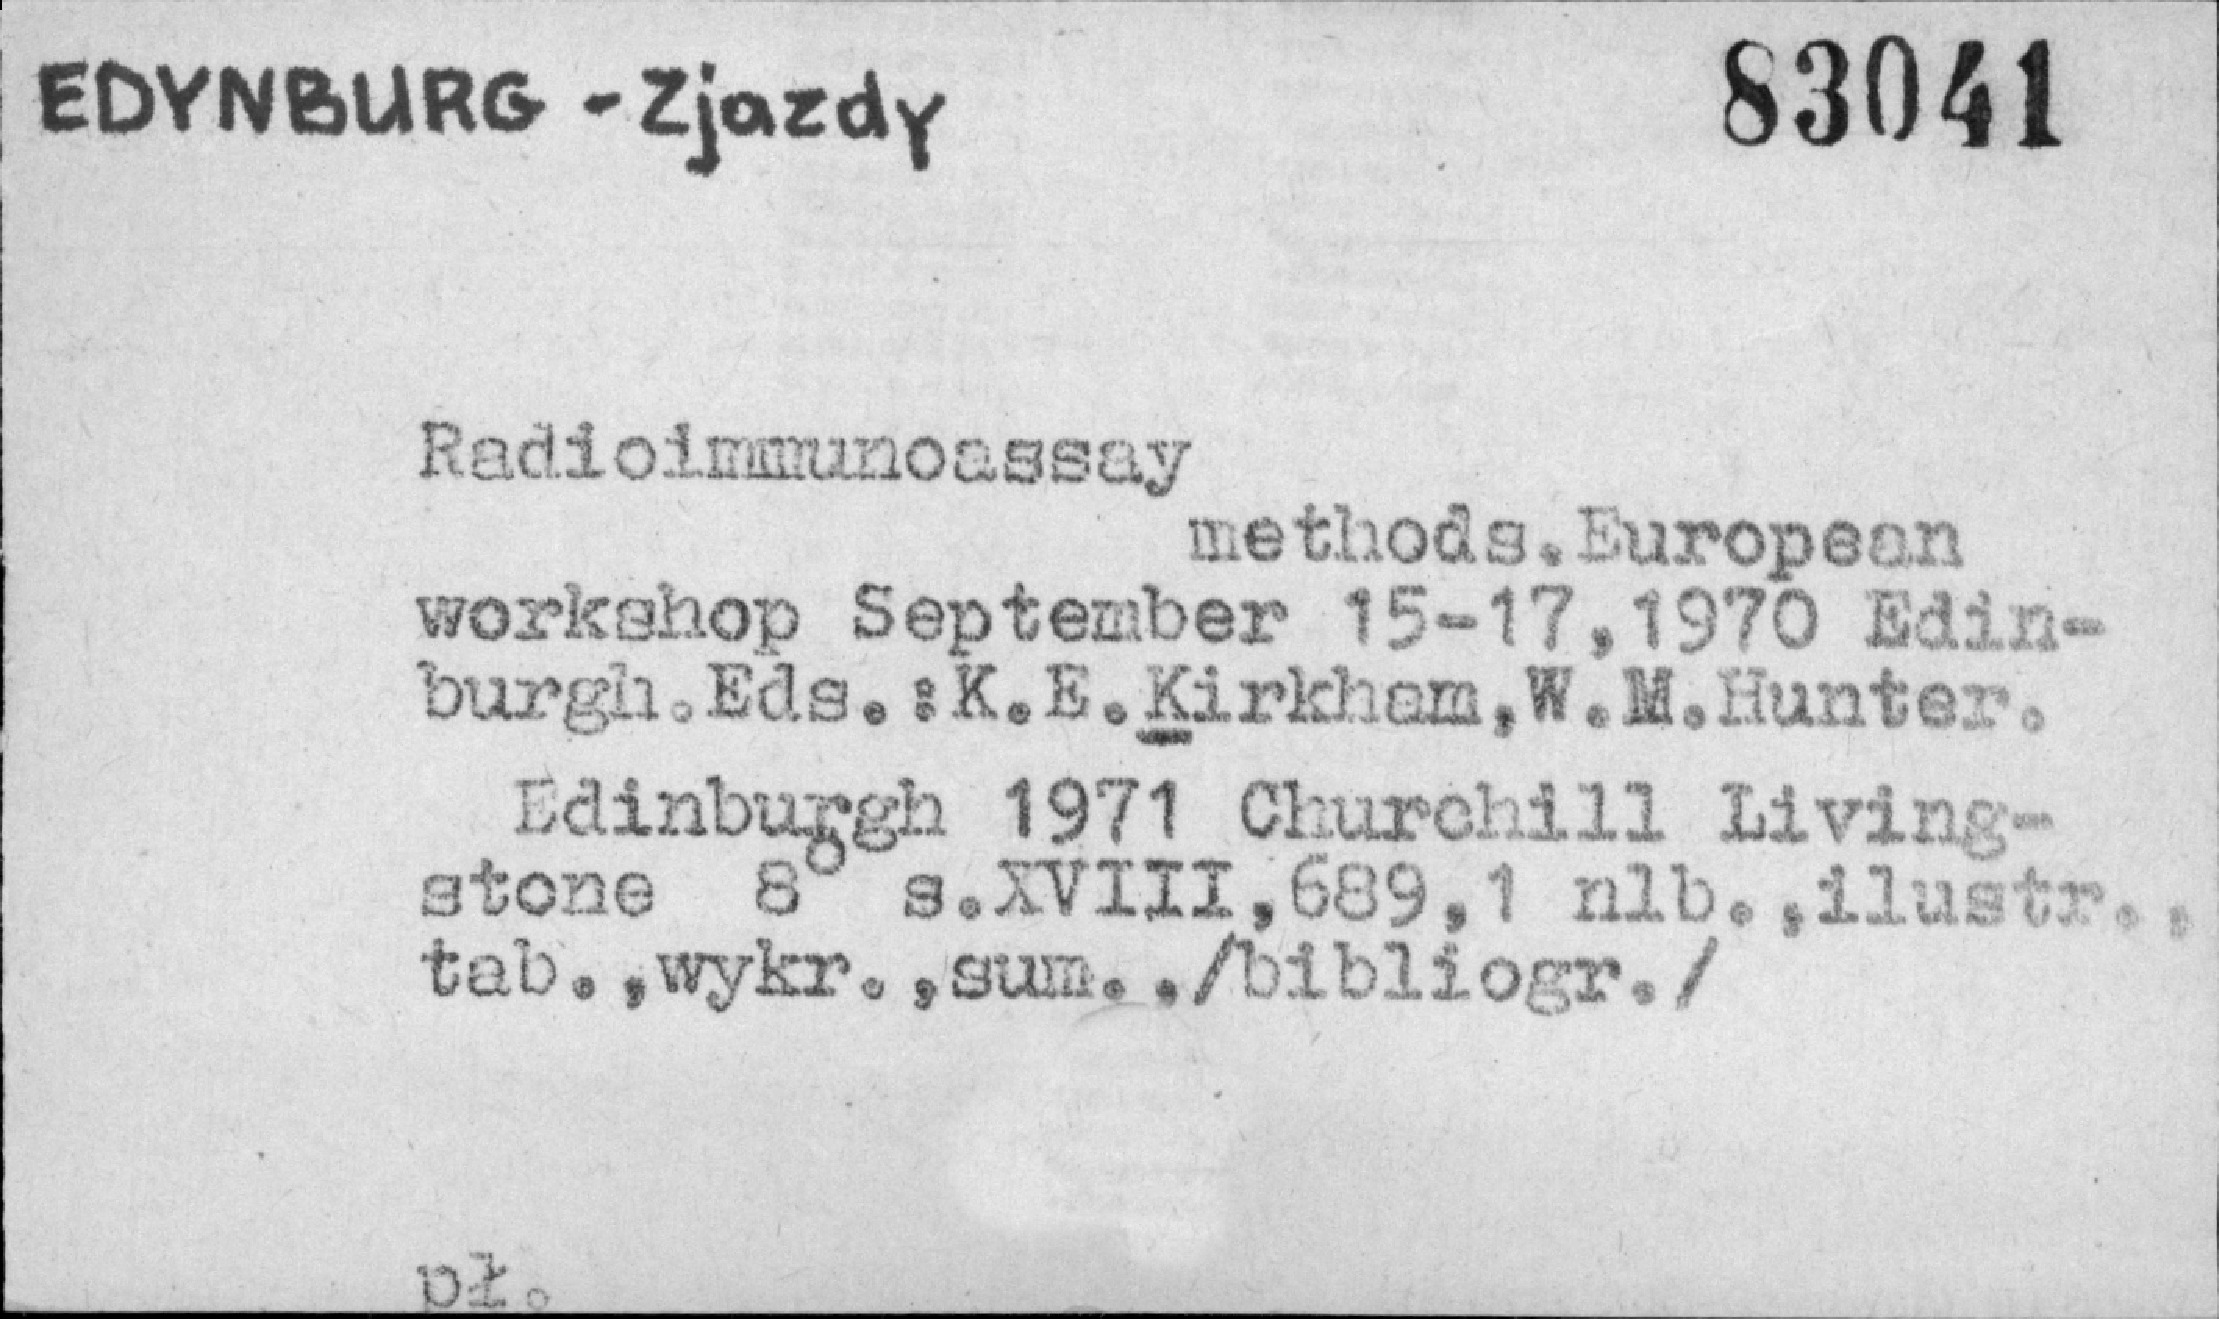 EDYNBURG - Zjazdy
83041
Radioimmunoassay
methods.European
workshop September 15-17,1970 Edin-
burgh.Eds.:K.E.Kirkham,W.M.Hunter.
Edinburgh 1971 Churchill Living-
stone 8° s.XVIII,689,1 nlb.,ilustr.,
tab.,wykr.,sum.,/bibliogr./
pł.